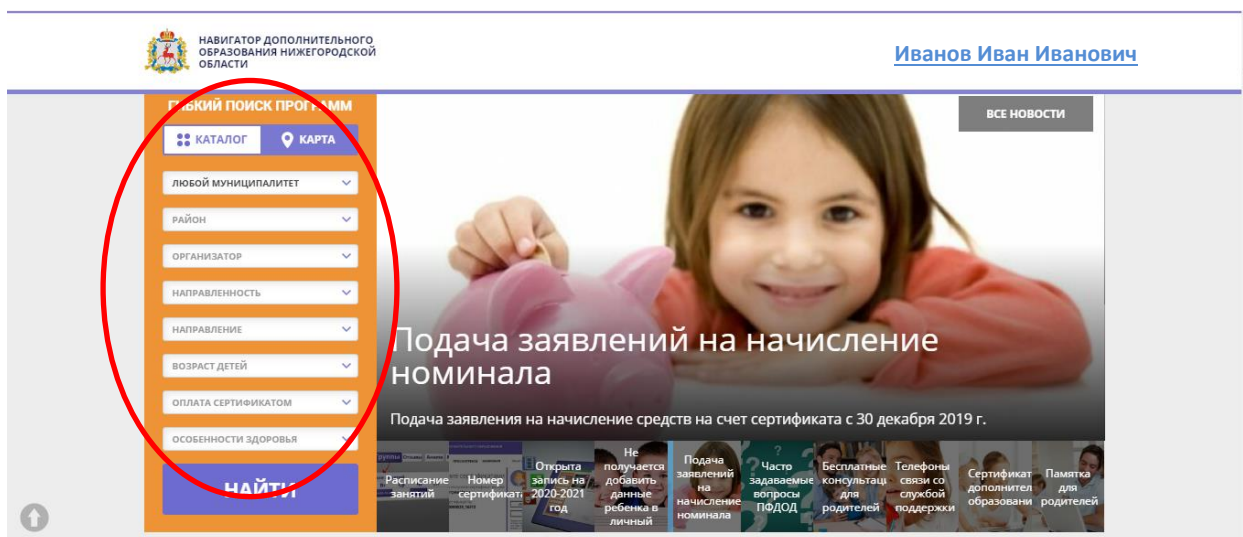 НАВИГАТОР ДОПОЛНИТЕЛЬНОГО
ОБРАЗОВАНИЯ НИЖЕГОРОДСКОЙ
ОБЛАСТИ
Иванов Иван Иванович
ГИБКИЙ ПОИСК ПРОГРАММ
КАТАЛОГ
КАРТА
ЛЮБОЙ МУНИЦИПАЛИТЕТ
РАЙОН
ОРГАНИЗАТОР
НАПРАВЛЕННОСТЬ
НАПРАВЛЕНИЕ
ВОЗРАСТ ДЕТЕЙ
ОПЛАТА СЕРТИФИКАТОМ
ОСОБЕННОСТИ ЗДОРОВЬЯ
НАЙТИ
ВСЕ НОВОСТИ
Подача заявлений на начисление
номинала
Подача заявления на начисление средств на счет сертификата с 30 декабря 2019 г.
Расписание
занятий
Номер
сертификат
Открыта
запись на
2020-2021
год
Не
получается
добавить
данные
ребенка в
личный
Подача
заявлений
на
начисление
номинала
Часто
задаваемые
вопросы
ПФДОД
Бесплатные
консультац
для
родителей
Телефоны
связи со
службой
поддержки
Сертификат
дополнител
образовани
Памятка
для
родителей